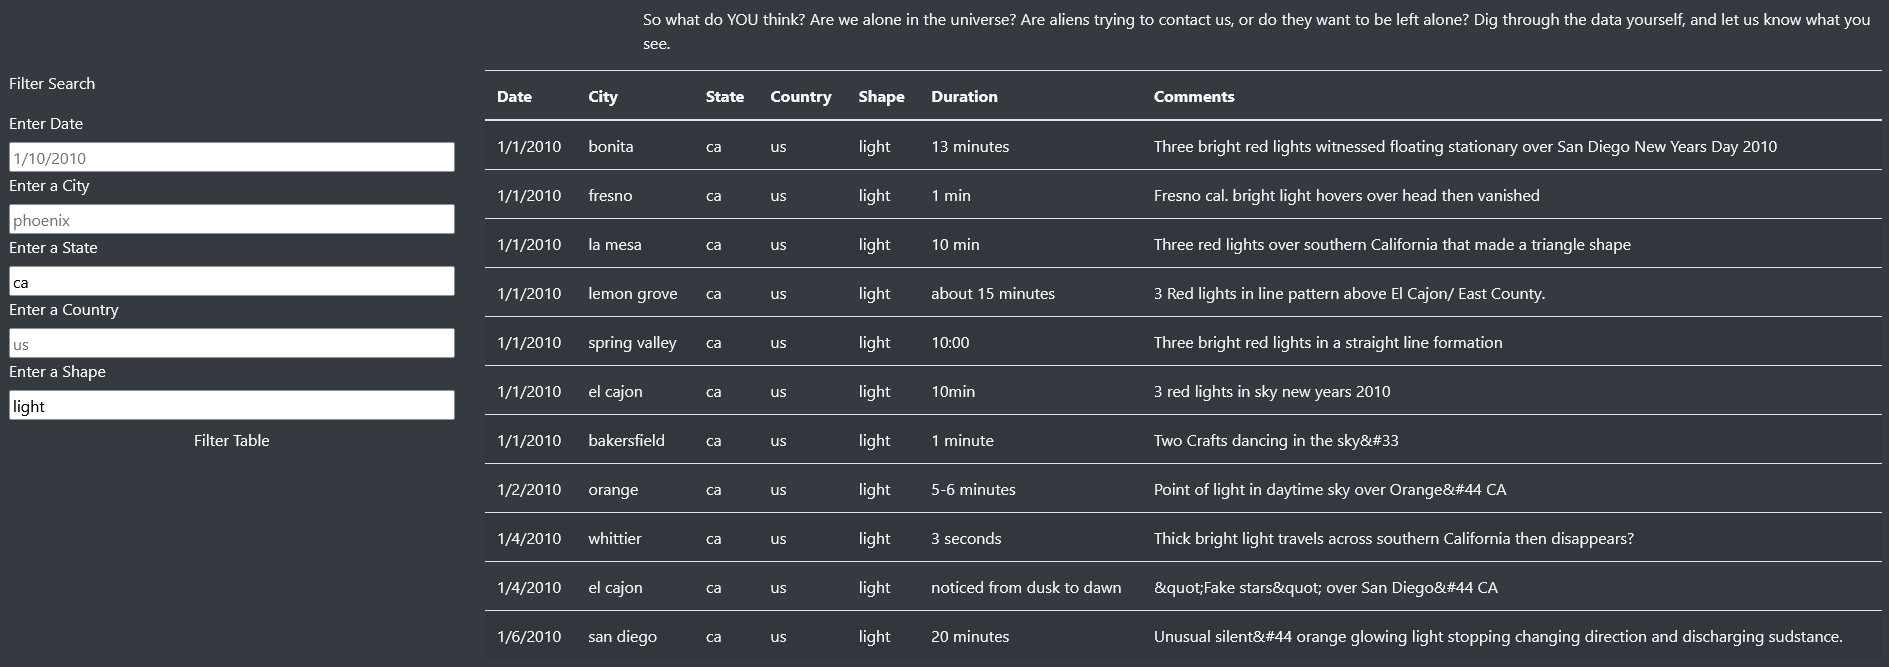 So what do YOU think? Are we alone in the universe? Are aliens trying to contact us, or do they want to be left alone? Dig through the data yourself, and let us know what you
see.
Filter Search
Enter Date
1/10/2010
Enter a City
phoenix
Enter a State
ca
Enter a Country
us
Enter a Shape
light
Filter Table
Date City State Country Shape Duration Comments
1/1/2010 bonita ca us light 13 minutes Three bright red lights witnessed floating stationary over San Diego New Years Day 2010
1/1/2010 fresno ca us light 1 min Fresno cal. bright light hovers over head then vanished
1/1/2010 la mesa ca us light 10 min Three red lights over southern California that made a triangle shape
1/1/2010 lemon grove ca us light about 15 minutes 3 Red lights in line pattern above El Cajon/ East County.
1/1/2010 spring valley ca us light 10:00 Three bright red lights in a straight line formation
1/1/2010 el cajon ca us light 10min 3 red lights in sky new years 2010
1/1/2010 bakersfield ca us light 1 minute Two Crafts dancing in the sky&#33
1/2/2010 orange ca us light 5-6 minutes Point of light in daytime sky over Orange&#44 CA
1/4/2010 whittier ca us light 3 seconds Thick bright light travels across southern California then disappears?
1/4/2010 el cajon ca us light noticed from dusk to dawn &quot;Fake stars&quot; over San Diego&#44 CA
1/6/2010 san diego ca us light 20 minutes Unusual silent&#44 orange glowing light stopping changing direction and discharging sudstance.